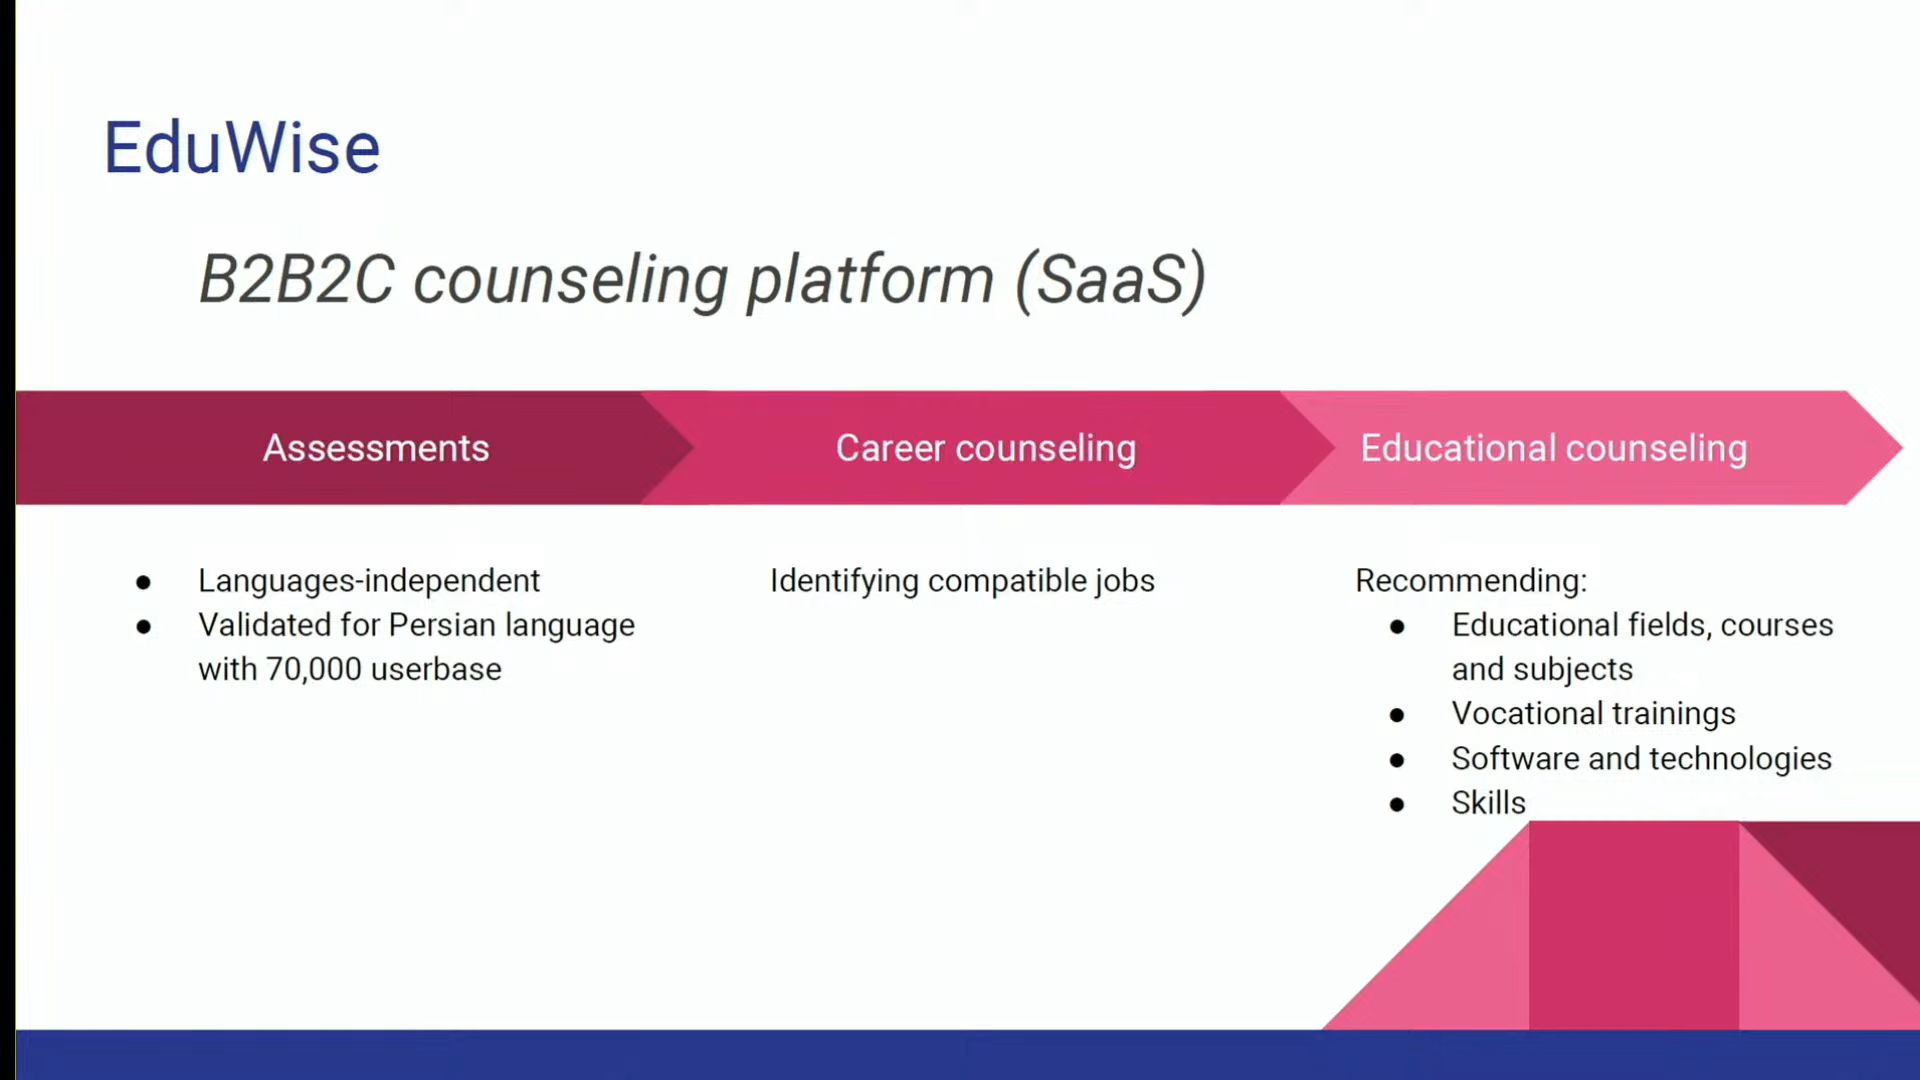 EduWise
B2B2C counseling platform (SaaS)
Assessments
Career counseling
Educational counseling
● Languages-independent
● Validated for Persian language
with 70,000 userbase
Identifying compatible jobs
Recommending:
● Educational fields, courses
and subjects
● Vocational trainings
● Software and technologies
● Skills